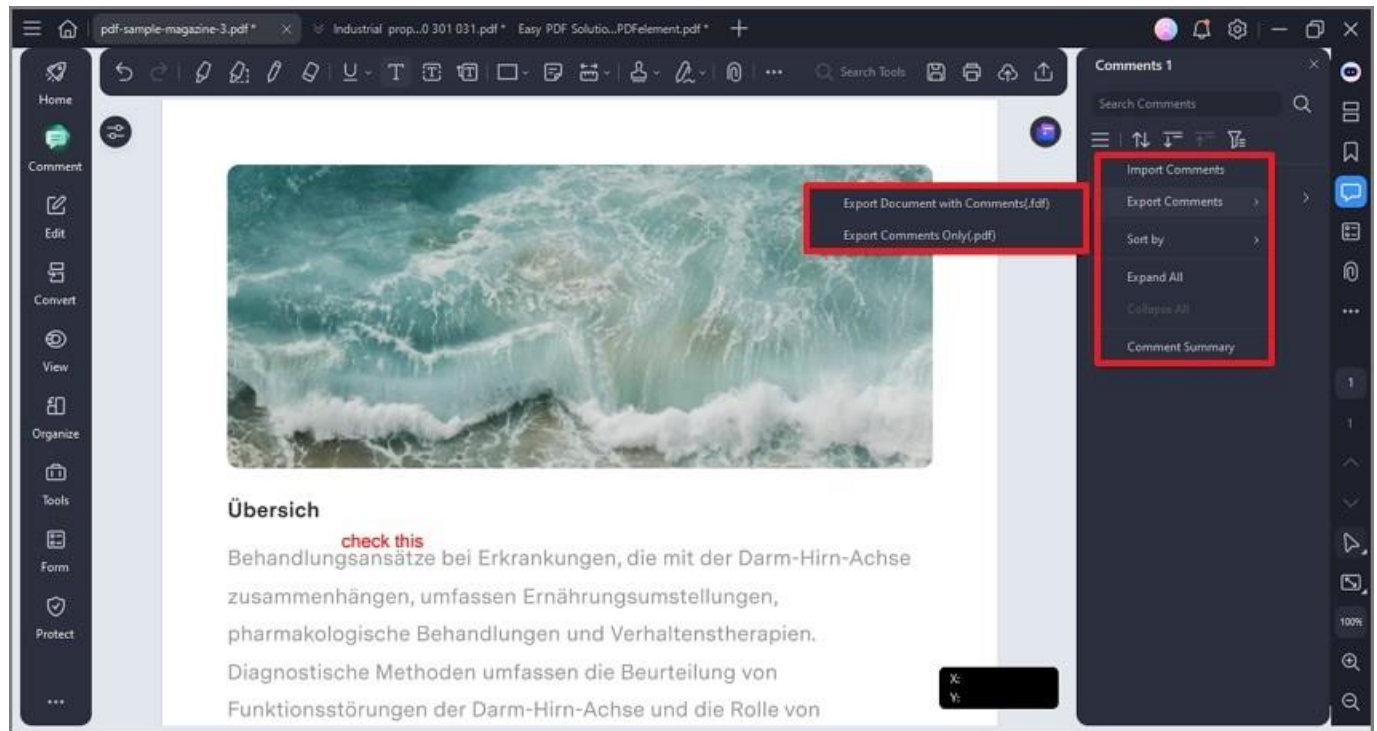 pdf-sample-magazine-3.pdf *
Industrial prop...0 301 031.pdf *
Easy PDF Solutio...PDFelement.pdf *
Home
Comment
Edit
Convert
View
Organize
Tools
Form
Protect
Search Tools
Comments 1
Search Comments
Import Comments
Export Comments
Sort by
Expand All
Collapse All
Comment Summary
Export Document with Comments(.fdf)
Export Comments Only(.pdf)
Übersich
check this
Behandlungsansätze bei Erkrankungen, die mit der Darm-Hirn-Achse
zusammenhängen, umfassen Ernährungsumstellungen,
pharmakologische Behandlungen und Verhaltenstherapien.
Diagnostische Methoden umfassen die Beurteilung von
Funktionsstörungen der Darm-Hirn-Achse und die Rolle von
X:
Y:
1
1
100%